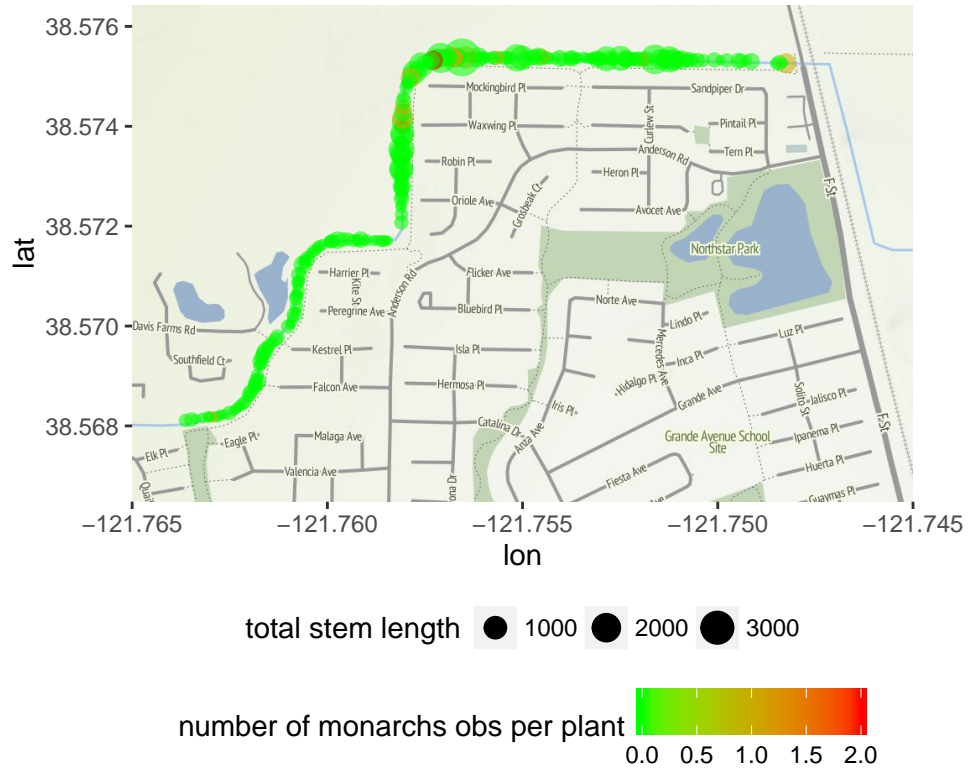 38.576
38.574
38.572
38.570
38.568
lat
Mockingbird Pl
Sandpiper Dr
Waxwing Pl
Curlew St
Pintail Pl
Anderson Rd
Tern Pl
Robin Pl
Heron Pl
F St
Oriole Ave
Grosbeak Ct
Avocet Ave
Northstar Park
Harrier Pl
Kite St
Anderson Rd
Flicker Ave
Peregrine Ave
Bluebird Pl
Norte Ave
Davis Farms Rd
Lindo Pl
Luz Pl
Mercedes Ave
Southfield Ct
Kestrel Pl
Isla Pl
Inca Pl
Falcon Ave
Hermosa Pl
Hidalgo Pl
Grande Ave
Solito St
Jalisco Pl
Iris Pl
F St
Catalina Dr
Anza Ave
Eagle Pl
Malaga Ave
Grande Avenue School
Site
Ipanema Pl
Elk Pl
Valencia Ave
Fiesta Ave
Huerta Pl
Quai
ona Dr
Ave
Guaymas Pl
−121.765 −121.760 −121.755 −121.750 −121.745
lon
total stem length 1000 2000 3000
number of monarchs obs per plant
0.0 0.5 1.0 1.5 2.0